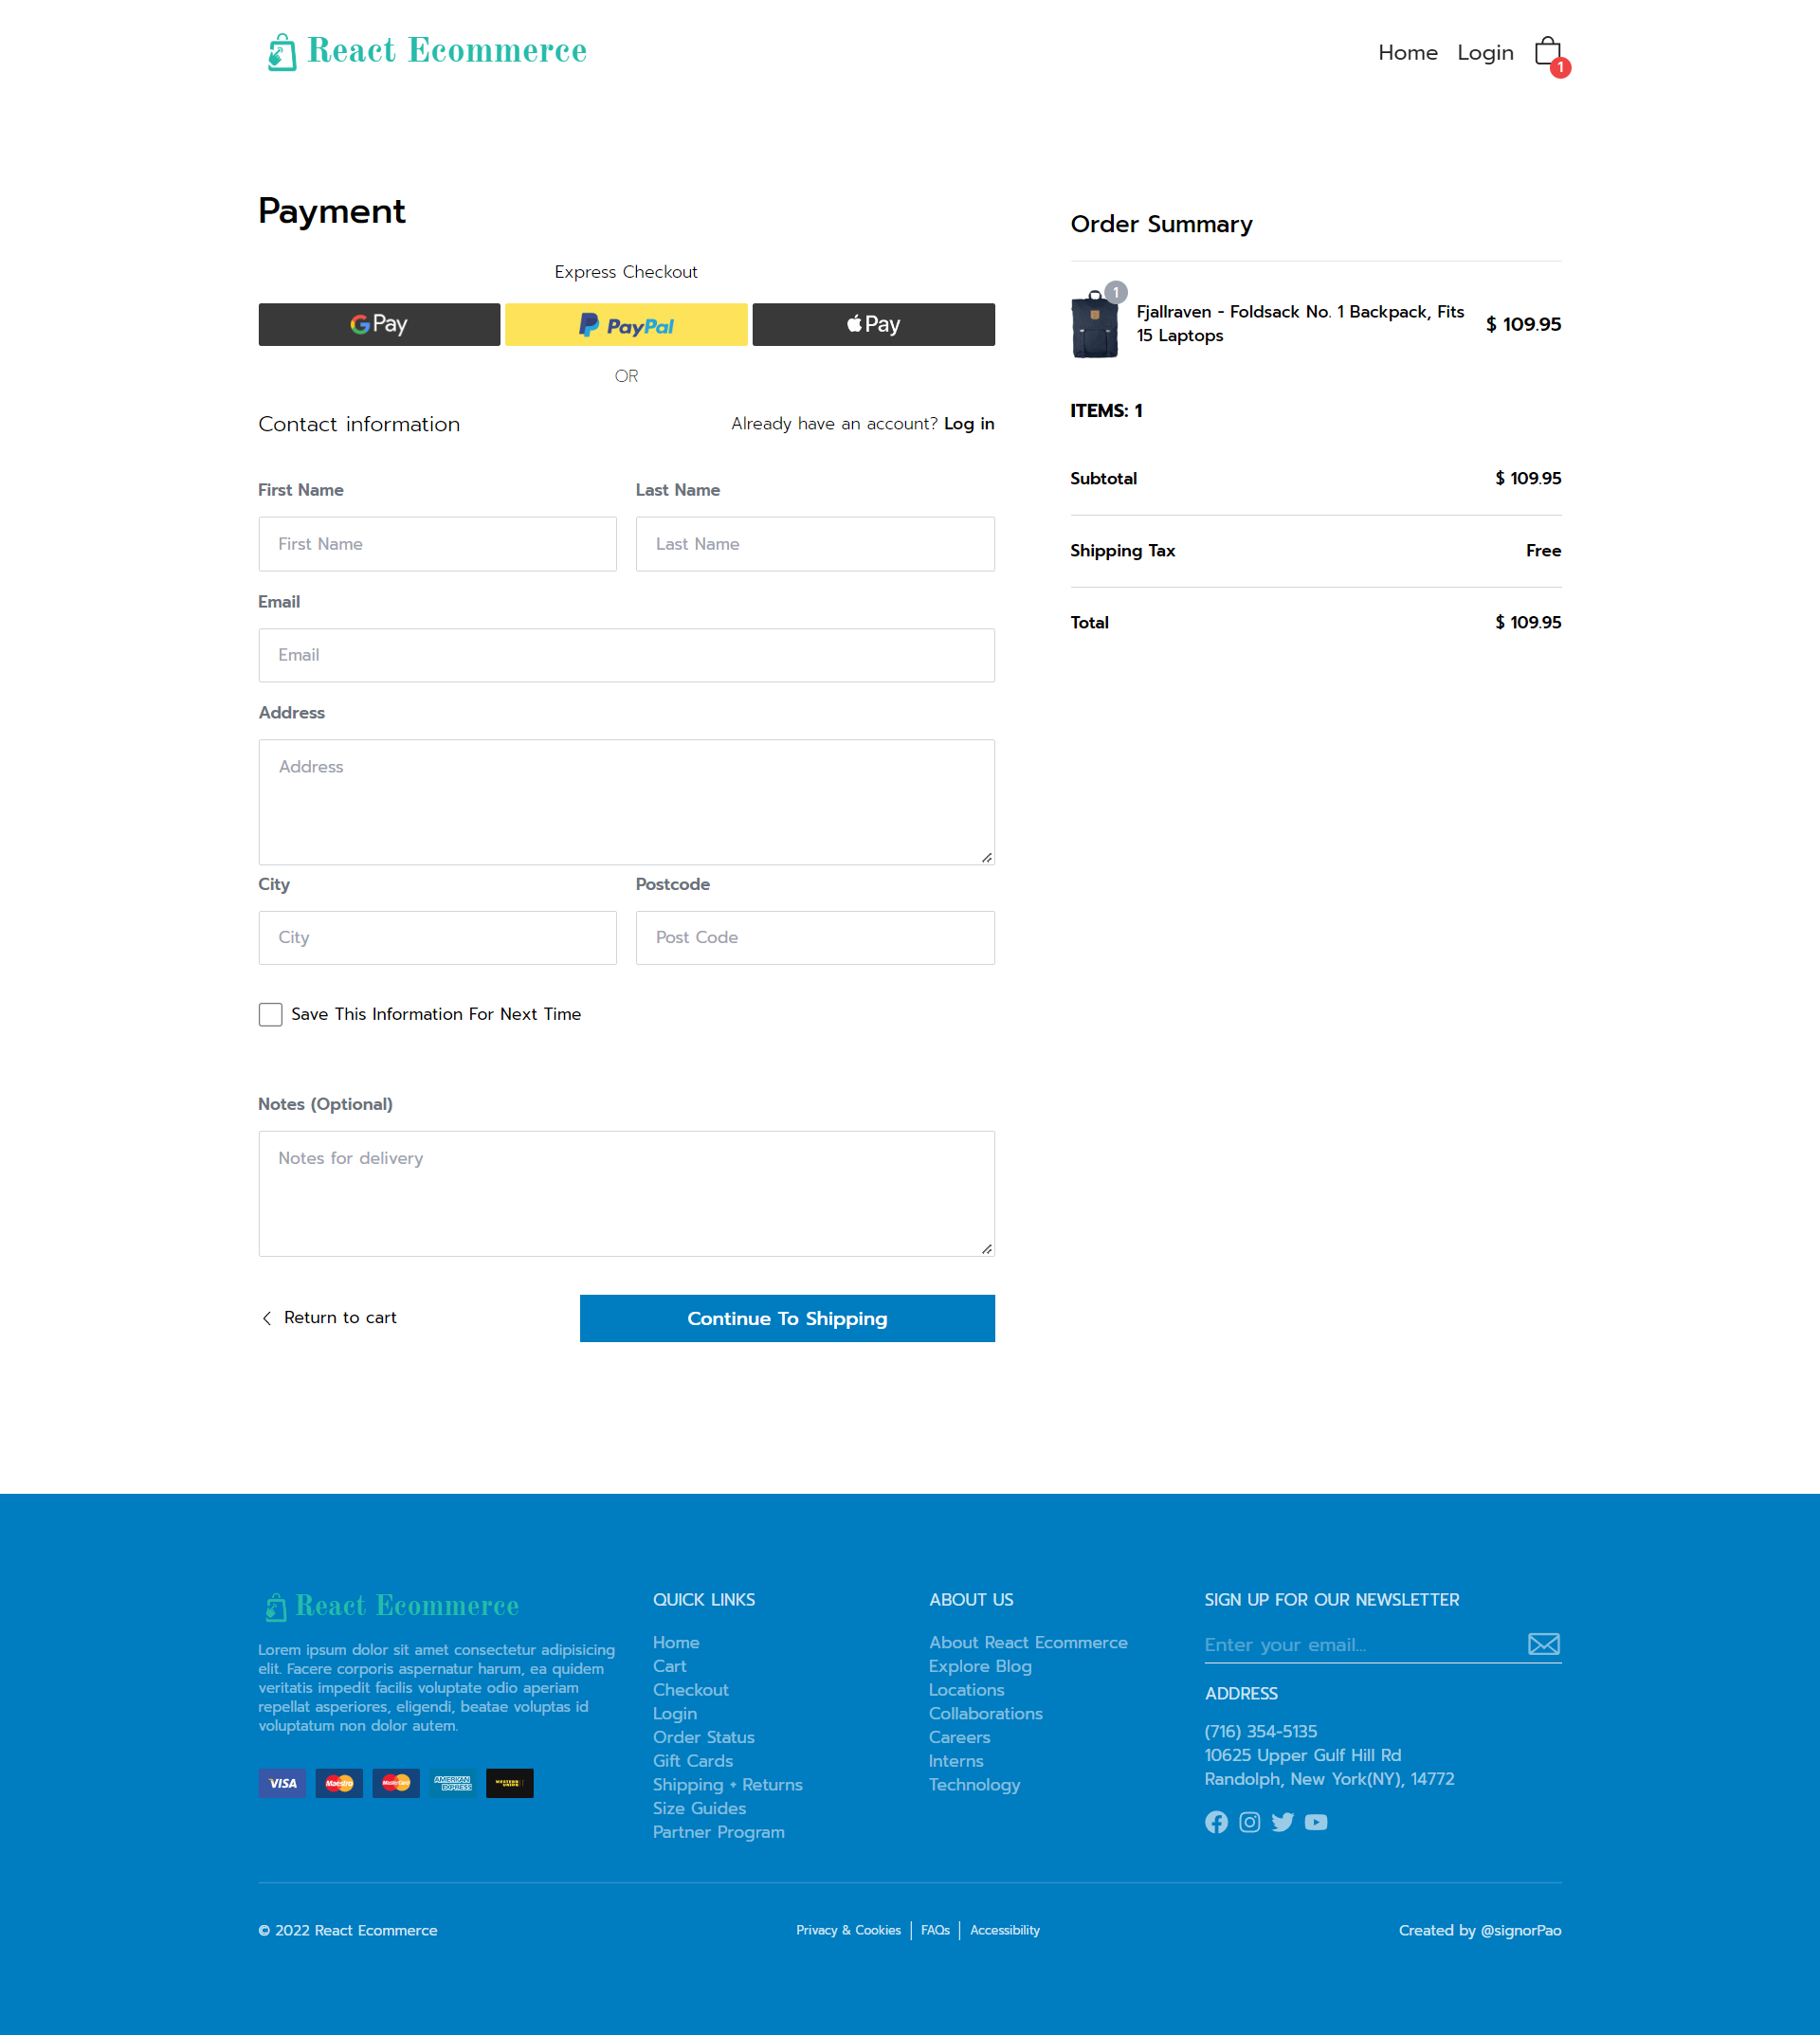 React Ecommerce
Home Login
1
Payment
Express Checkout
G Pay
PayPal
Pay
OR
Contact information
Already have an account? Log in
First Name
Last Name
First Name
Last Name
Email
Email
Address
Address
City
Postcode
City
Post Code
Save This Information For Next Time
Notes (Optional)
Notes for delivery
Return to cart
Continue To Shipping
Order Summary
1
Fjallraven - Foldsack No. 1 Backpack, Fits
15 Laptops
$ 109.95
ITEMS: 1
Subtotal
$ 109.95
Shipping Tax
Free
Total
$ 109.95
React Ecommerce
Lorem ipsum dolor sit amet consectetur adipisicing
elit. Facere corporis aspernatur harum, ea quidem
veritatis impedit facilis voluptate odio aperiam
repellat asperiores, eligendi, beatae voluptas id
voluptatum non dolor autem.
VISA
Maestro
MasterCard
AMERICAN
EXPRESS
WESTERN
UNION
QUICK LINKS
Home
Cart
Checkout
Login
Order Status
Gift Cards
Shipping + Returns
Size Guides
Partner Program
ABOUT US
About React Ecommerce
Explore Blog
Locations
Collaborations
Careers
Interns
Technology
SIGN UP FOR OUR NEWSLETTER
Enter your email...
ADDRESS
(716) 354-5135
10625 Upper Gulf Hill Rd
Randolph, New York(NY), 14772
© 2022 React Ecommerce
Privacy & Cookies
FAQs
Accessibility
Created by @signorPao